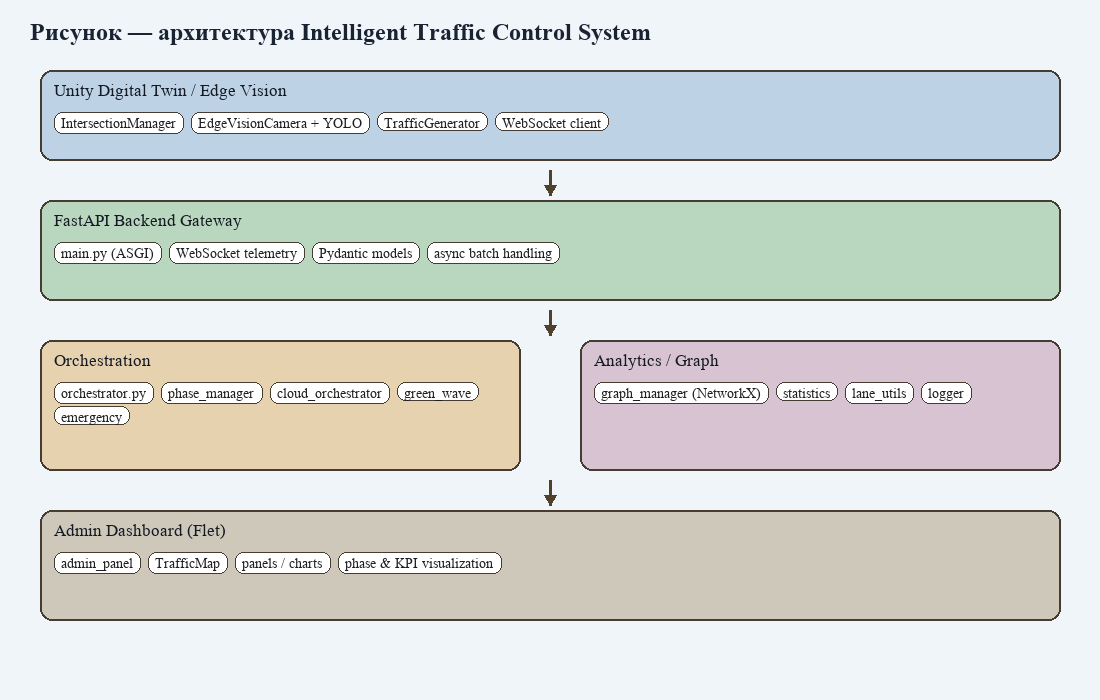 Рисунок — архитектура Intelligent Traffic Control System
Unity Digital Twin / Edge Vision
IntersectionManager EdgeVisionCamera + YOLO TrafficGenerator WebSocket client
FastAPI Backend Gateway
main.py (ASGI) WebSocket telemetry Pydantic models async batch handling
Orchestration
orchestrator.py phase_manager cloud_orchestrator green_wave
emergency
Analytics / Graph
graph_manager (NetworkX) statistics lane_utils logger
Admin Dashboard (Flet)
admin_panel TrafficMap panels / charts phase & KPI visualization